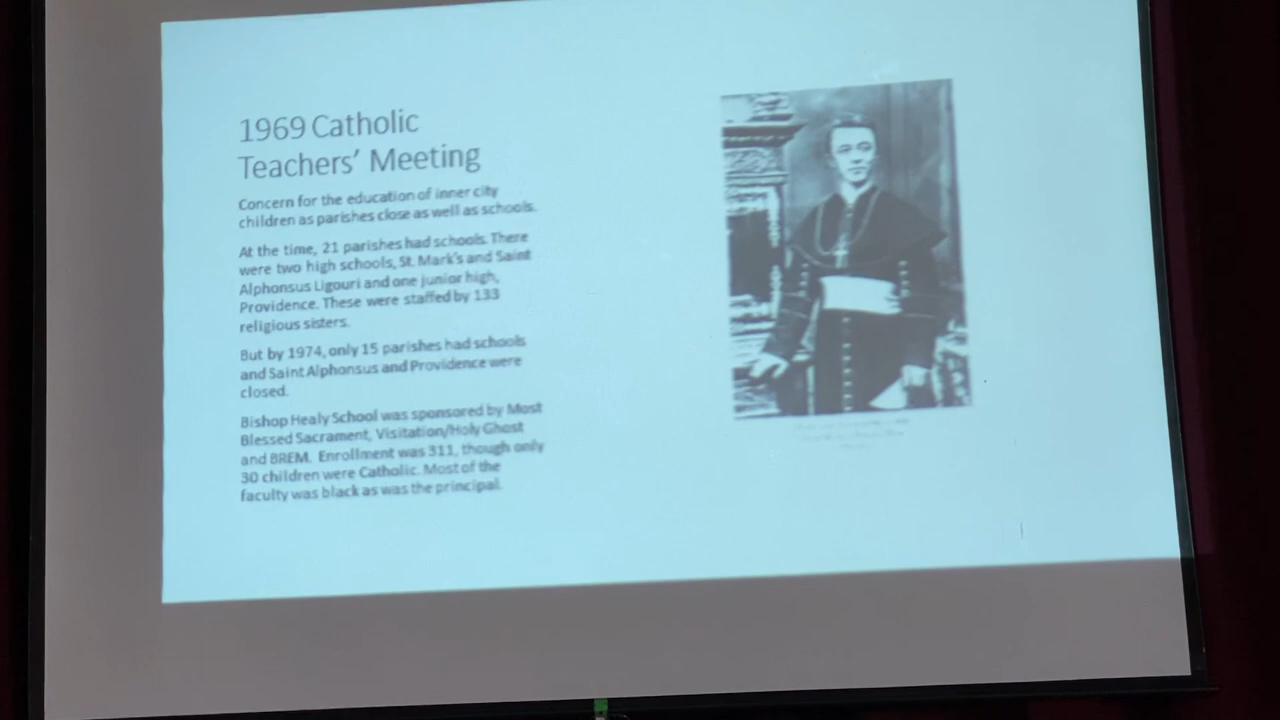 1969 Catholic
Teachers’ Meeting
Concern for the education of inner city
children as parishes close as well as schools.
At the time, 21 parishes had schools. There
were two high schools, St. Mark's and Saint
Alphonsus Ligouri and one junior high,
Providence. These were staffed by 133
religious sisters.
But by 1974, only 15 parishes had schools
and Saint Alphonsus and Providence were
closed.
Bishop Healy School was sponsored by Most
Blessed Sacrament, Visitation/Holy Ghost
and BREM. Enrollment was 311, though only
30 children were Catholic. Most of the
faculty was black as was the principal.